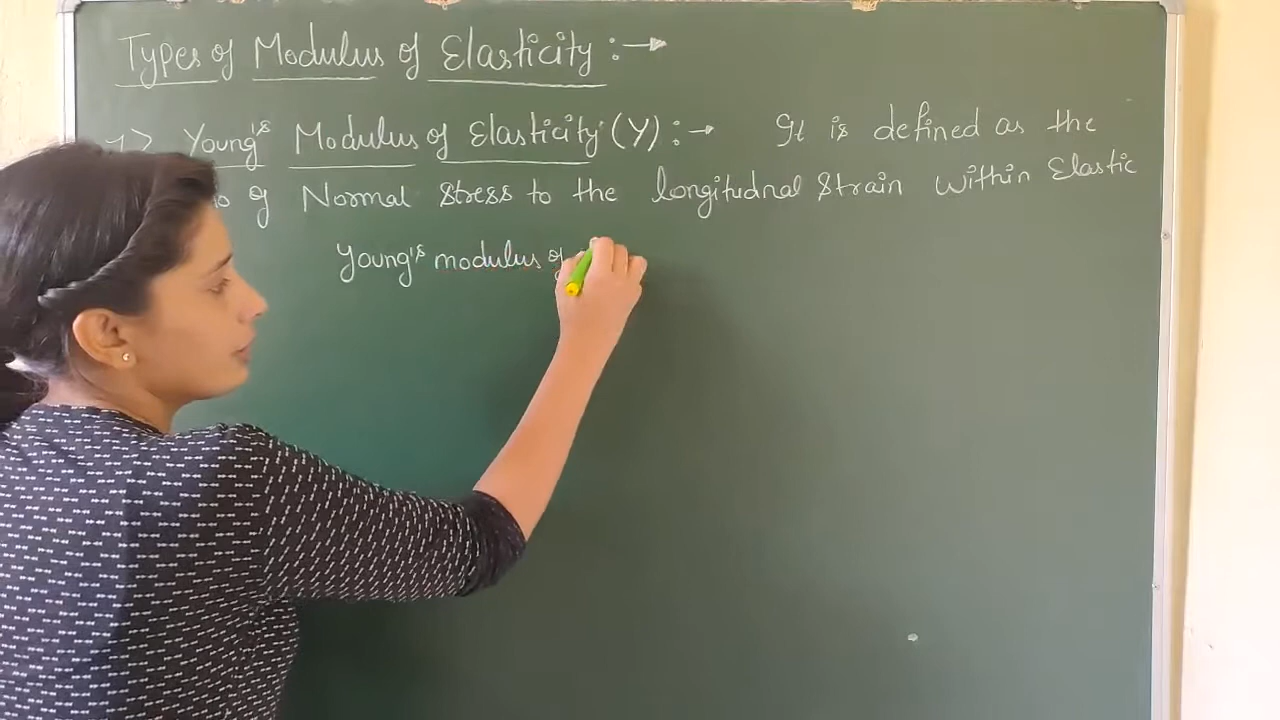 Types of Modulus of Elasticity :→
1> Young's Modulus of Elasticity (Y) :→ It is defined as the
of Normal Stress to the longitudnal Strain within Elastic
Young's modulus of